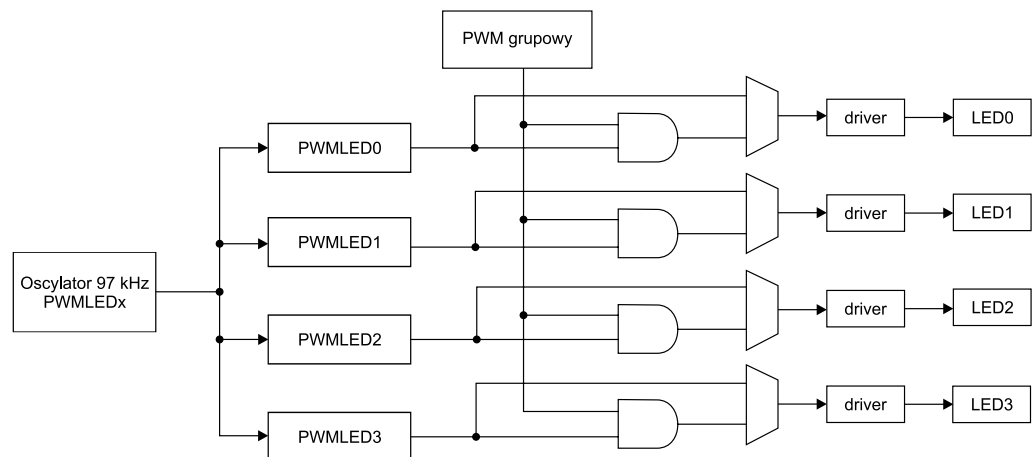 PWM grupowy
PWMLED0
driver
LED0
PWMLED1
driver
LED1
Oscylator 97 kHz
PWMLEDx
PWMLED2
driver
LED2
PWMLED3
driver
LED3